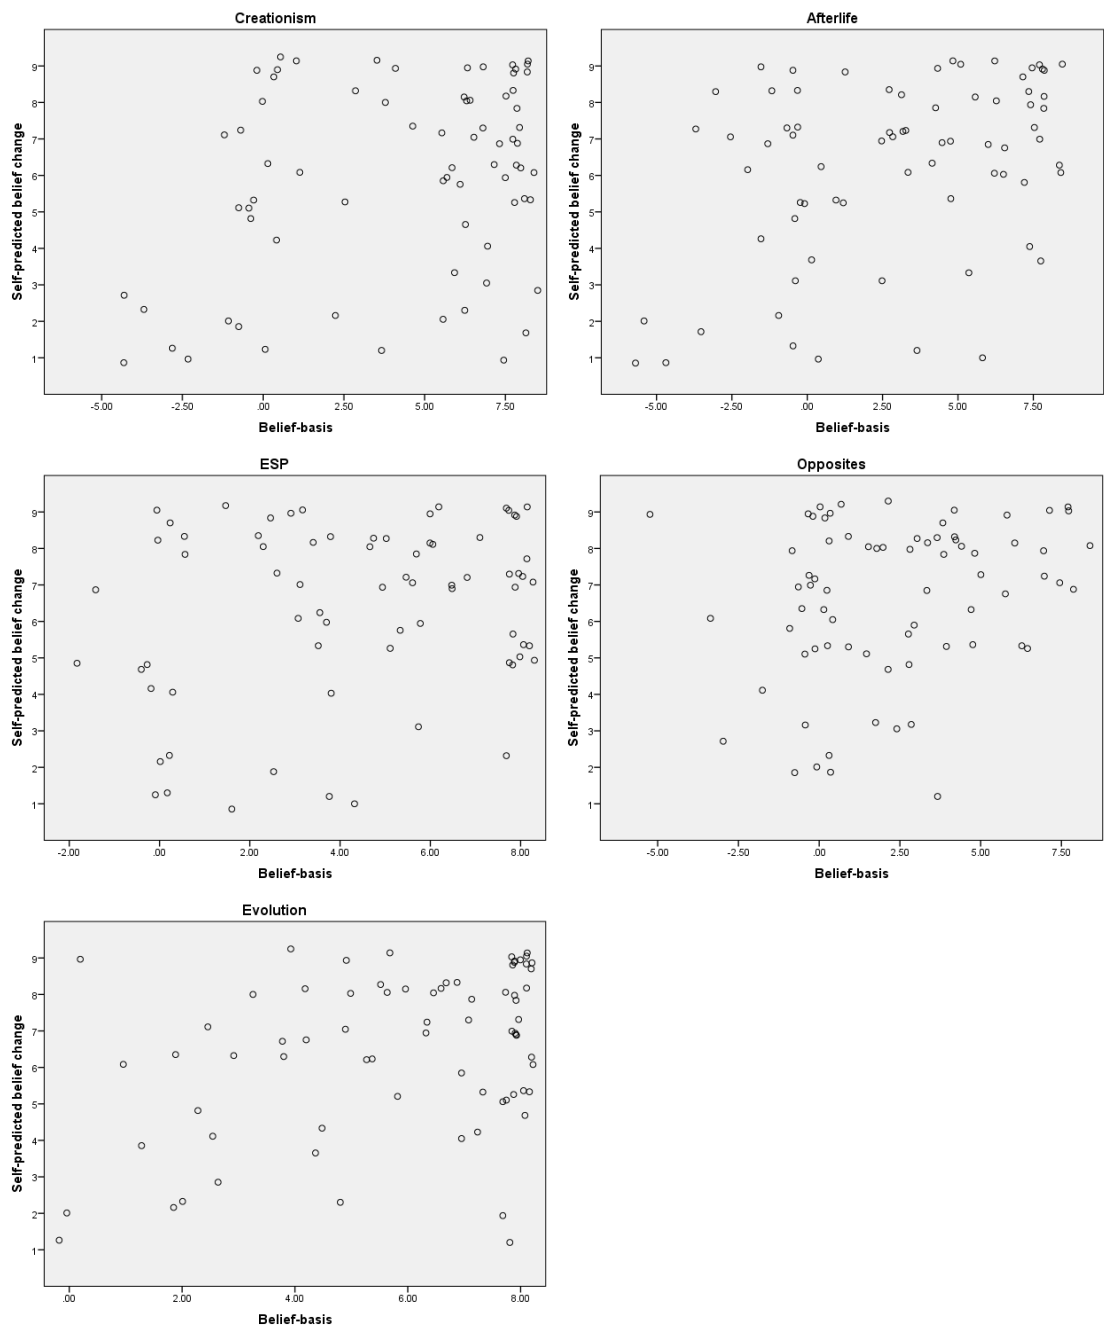 Creationism
Self-predicted belief change
9
8
7
6
5
4
3
2
1
-5.00 -2.50 .00 2.50 5.00 7.50
Belief-basis
Afterlife
Self-predicted belief change
9
8
7
6
5
4
3
2
1
-5.00 -2.50 .00 2.50 5.00 7.50
Belief-basis
ESP
Self-predicted belief change
9
8
7
6
5
4
3
2
1
-2.00 .00 2.00 4.00 6.00 8.00
Belief-basis
Opposites
Self-predicted belief change
9
8
7
6
5
4
3
2
1
-5.00 -2.50 .00 2.50 5.00 7.50
Belief-basis
Evolution
Self-predicted belief change
9
8
7
6
5
4
3
2
1
.00 2.00 4.00 6.00 8.00
Belief-basis